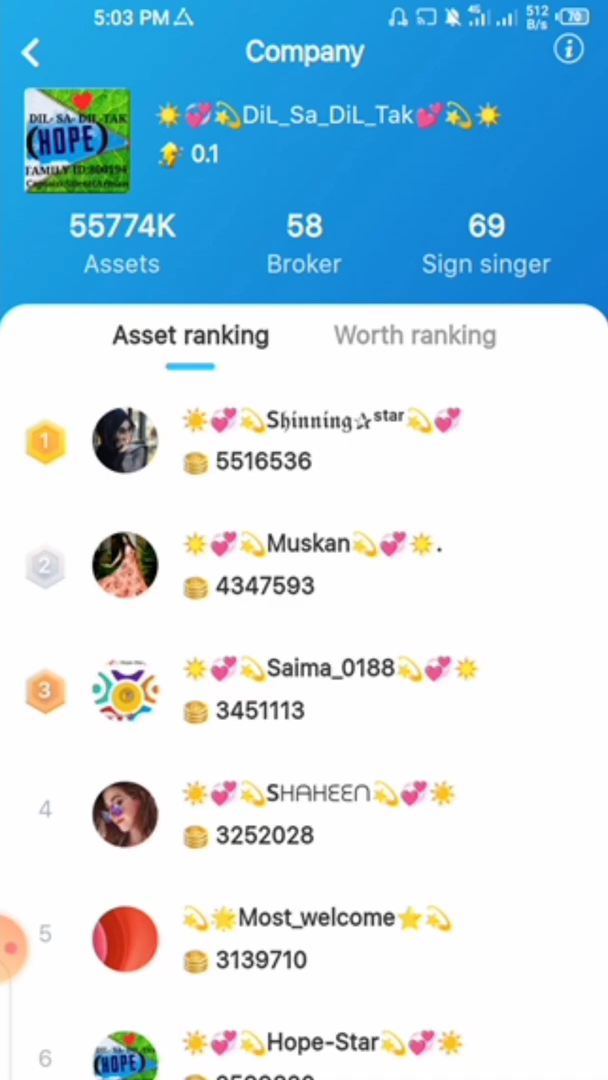 5:03 PM
4G
512 B/s
70
Company
DIL-SA-DIL-TAK
(HOPE)
☀️💞💫DiL_Sa_DiL_Tak💕💫☀️
0.1
55774K
58
69
Assets
Broker
Sign singer
Asset ranking
Worth ranking
1
☀️💞💫S𝔥𝔦𝔫𝔫𝔦𝔫𝔤✰ˢᵗᵃʳ💫💞
5516536
2
☀️💞💫Muskan💫💞☀️.
4347593
3
☀️💞💫Saima_0188💫💞☀️
3451113
4
☀️💞💫SHAHEEN💫💞☀️
3252028
5
💫🌟Most_welcome⭐💫
3139710
6
HOPE
☀️💞💫Hope-Star💫💞☀️